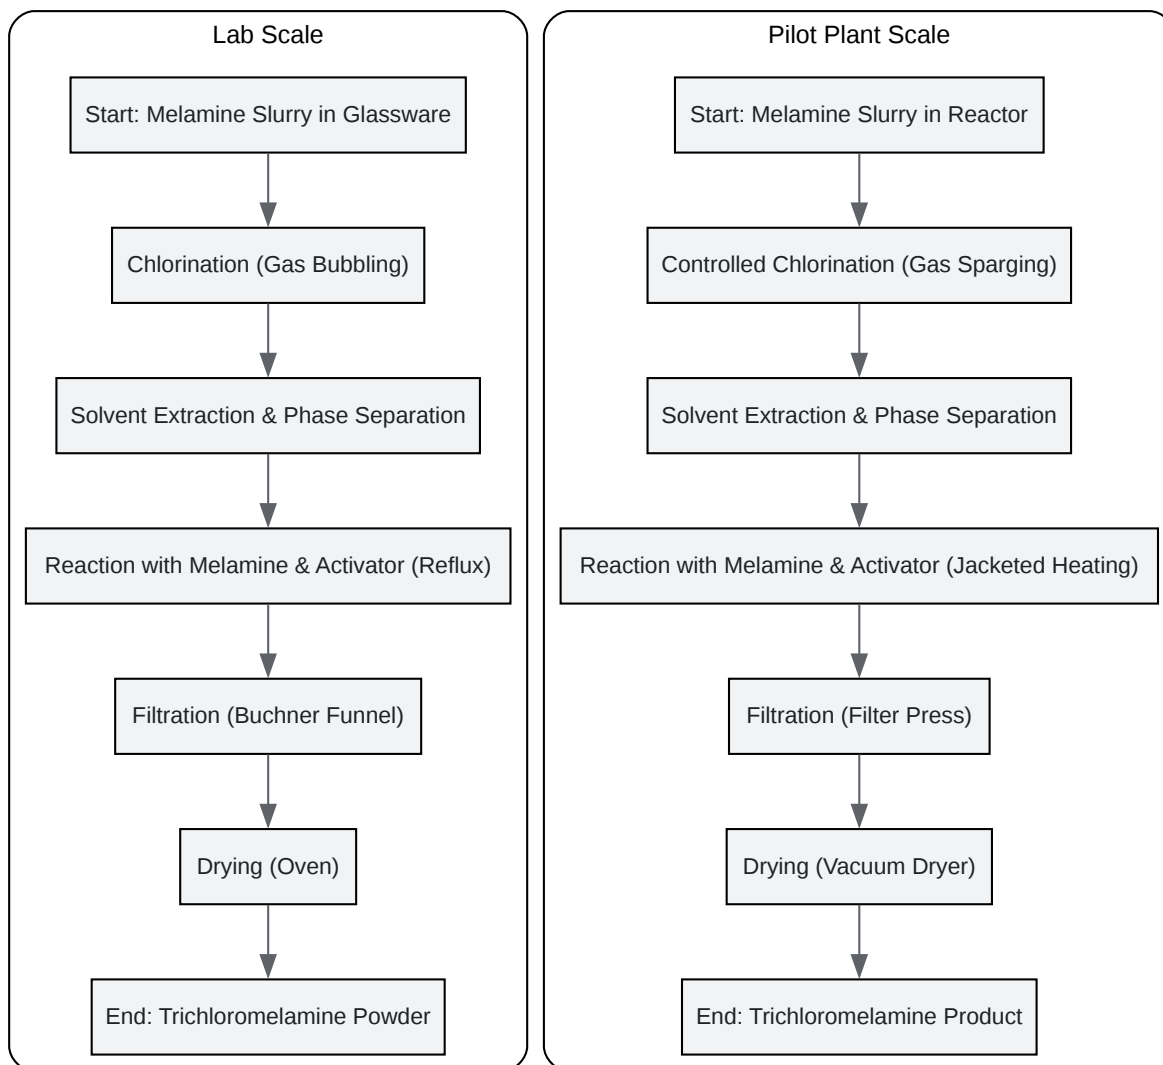 Lab Scale
Start: Melamine Slurry in Glassware
Chlorination (Gas Bubbling)
Solvent Extraction & Phase Separation
Reaction with Melamine & Activator (Reflux)
Filtration (Buchner Funnel)
Drying (Oven)
End: Trichloromelamine Powder
Pilot Plant Scale
Start: Melamine Slurry in Reactor
Controlled Chlorination (Gas Sparging)
Solvent Extraction & Phase Separation
Reaction with Melamine & Activator (Jacketed Heating)
Filtration (Filter Press)
Drying (Vacuum Dryer)
End: Trichloromelamine Product